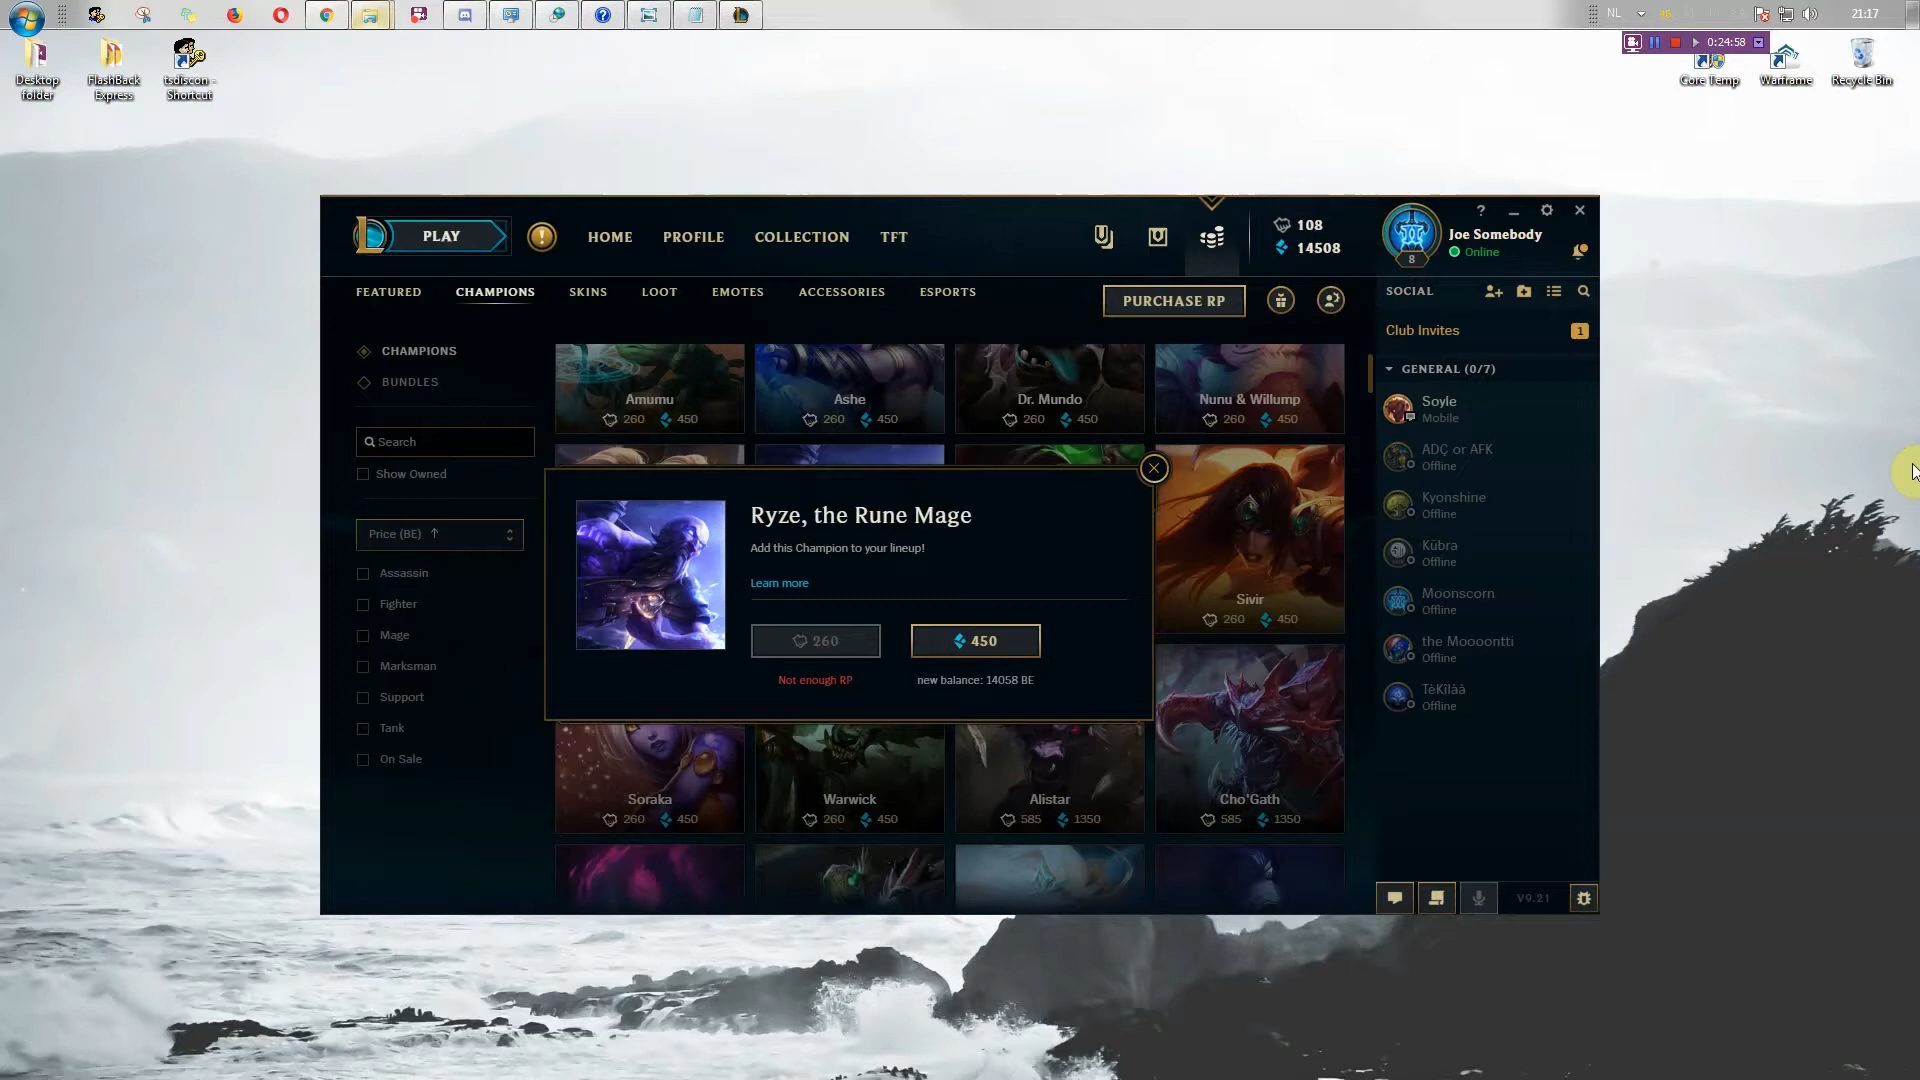 NL
21:17
0:24:58
Desktop folder
FlashBack Express
tsdiscon - Shortcut
Core Temp
Warframe
Recycle Bin
PLAY
HOME
PROFILE
COLLECTION
TFT
108
14508
8
Joe Somebody
Online
FEATURED
CHAMPIONS
SKINS
LOOT
EMOTES
ACCESSORIES
ESPORTS
PURCHASE RP
SOCIAL
Club Invites
1
CHAMPIONS
BUNDLES
Search
Show Owned
Price (BE) ↑
Assassin
Fighter
Mage
Marksman
Support
Tank
On Sale
Amumu
260 450
Ashe
260 450
Dr. Mundo
260 450
Nunu & Willump
260 450
Ryze, the Rune Mage
Add this Champion to your lineup!
Learn more
260
450
Not enough RP
new balance: 14058 BE
Sivir
260 450
Soraka
260 450
Warwick
260 450
Alistar
585 1350
Cho'Gath
585 1350
GENERAL (0/7)
Soyle
Mobile
ADÇ or AFK
Offline
Kyonshine
Offline
Kübra
Offline
Moonscorn
Offline
the Moooontti
Offline
TèKîlàà
Offline
V9.21